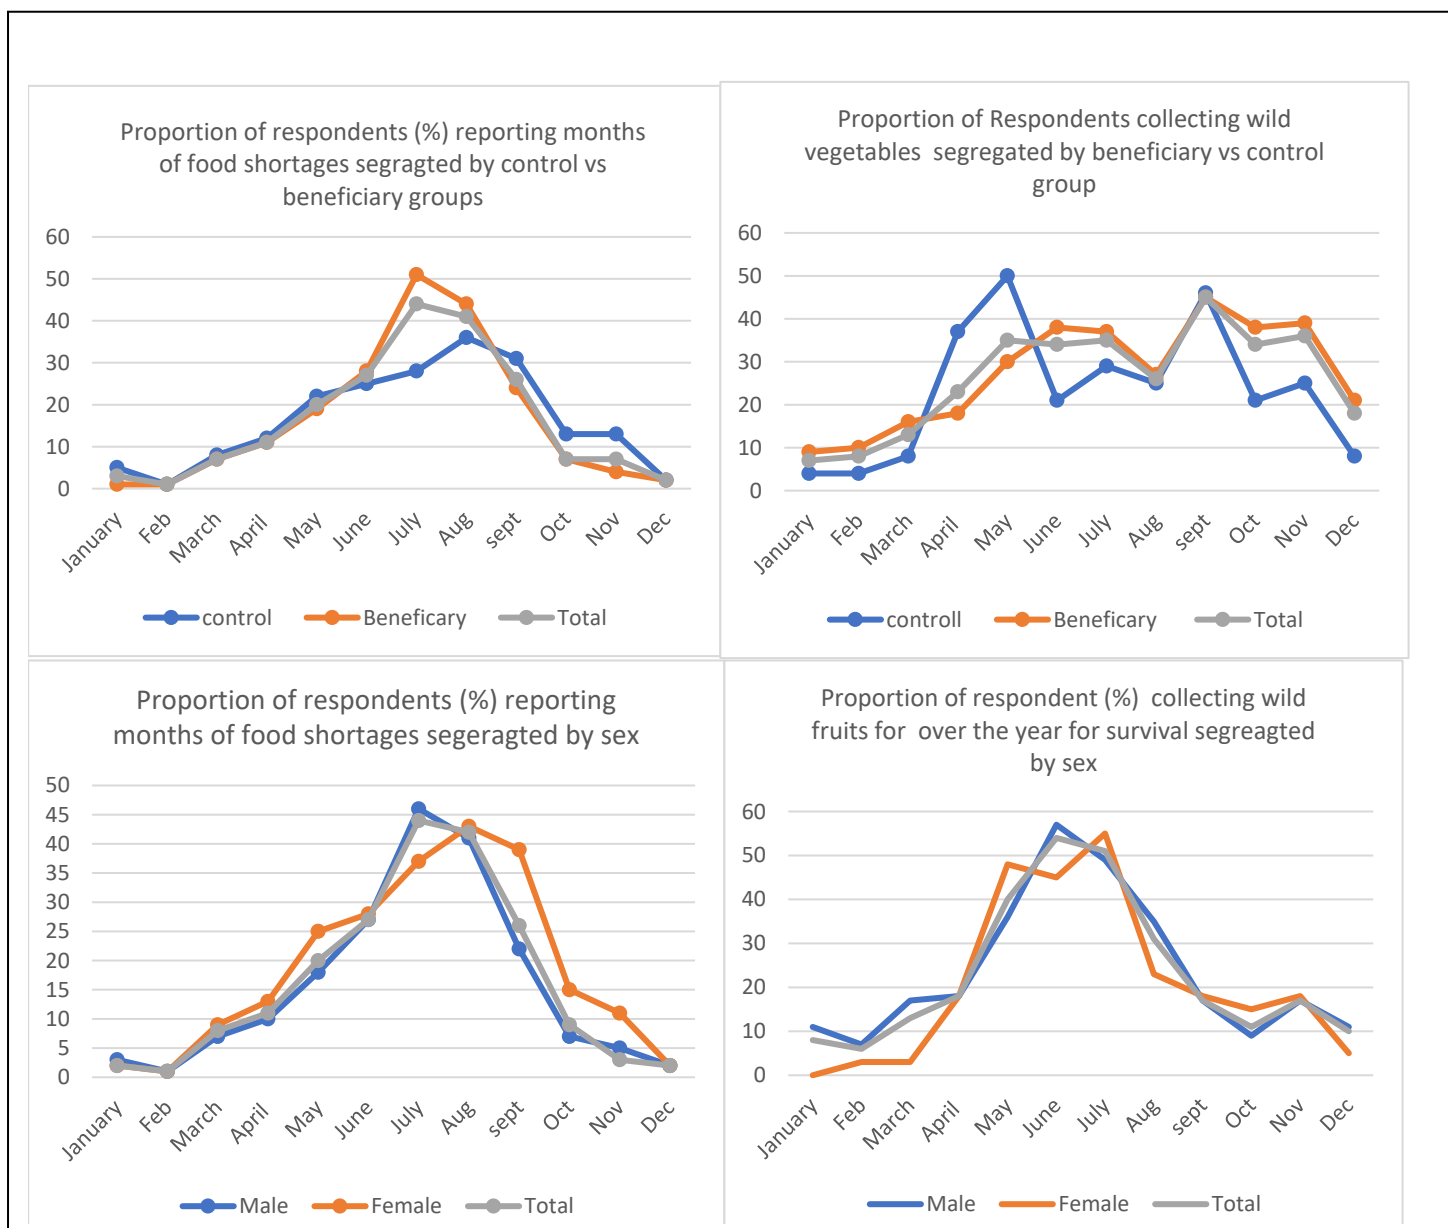 Proportion of respondents (%) reporting months
of food shortages segragted by control vs
beneficiary groups
60
50
40
30
20
10
0
January
Feb
March
April
May
June
July
Aug
sept
Oct
Nov
Dec
control
Beneficary
Total
Proportion of Respondents collecting wild
vegetables segregated by beneficiary vs control
group
60
50
40
30
20
10
0
January
Feb
March
April
May
June
July
Aug
sept
Oct
Nov
Dec
controll
Beneficary
Total
Proportion of respondents (%) reporting
months of food shortages segeragted by sex
50
45
40
35
30
25
20
15
10
5
0
January
Feb
March
April
May
June
July
Aug
sept
Oct
Nov
Dec
Male
Female
Total
Proportion of respondent (%) collecting wild
fruits for over the year for survival segreagted
by sex
60
50
40
30
20
10
0
January
Feb
March
April
May
June
July
Aug
sept
Oct
Nov
Dec
Male
Female
Total